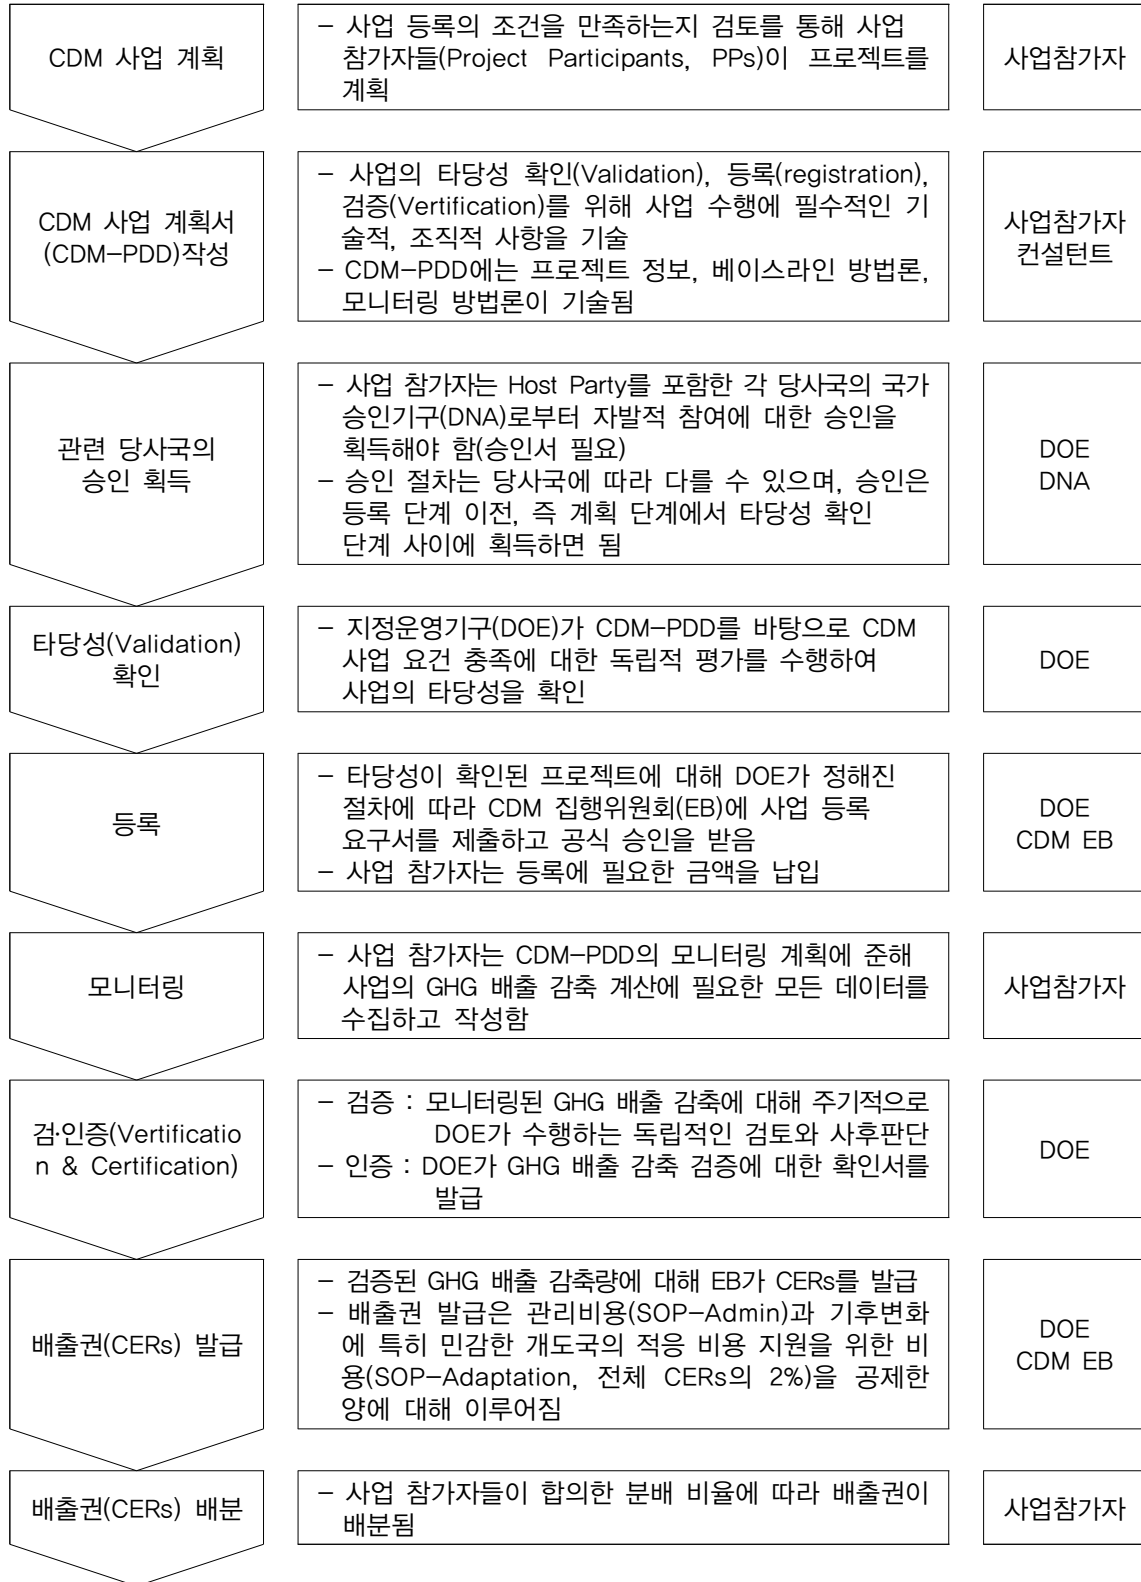 CDM 사업 계획
– 사업 등록의 조건을 만족하는지 검토를 통해 사업
참가자들(Project Participants, PPs)이 프로젝트를
계획
사업참가자
CDM 사업 계획서
(CDM–PDD)작성
– 사업의 타당성 확인(Validation), 등록(registration),
검증(Vertification)를 위해 사업 수행에 필수적인 기
술적, 조직적 사항을 기술
– CDM–PDD에는 프로젝트 정보, 베이스라인 방법론,
모니터링 방법론이 기술됨
사업참가자
컨설턴트
관련 당사국의
승인 획득
– 사업 참가자는 Host Party를 포함한 각 당사국의 국가
승인기구(DNA)로부터 자발적 참여에 대한 승인을
획득해야 함(승인서 필요)
– 승인 절차는 당사국에 따라 다를 수 있으며, 승인은
등록 단계 이전, 즉 계획 단계에서 타당성 확인
단계 사이에 획득하면 됨
DOE
DNA
타당성(Validation)
확인
– 지정운영기구(DOE)가 CDM–PDD를 바탕으로 CDM
사업 요건 충족에 대한 독립적 평가를 수행하여
사업의 타당성을 확인
DOE
등록
– 타당성이 확인된 프로젝트에 대해 DOE가 정해진
절차에 따라 CDM 집행위원회(EB)에 사업 등록
요구서를 제출하고 공식 승인을 받음
– 사업 참가자는 등록에 필요한 금액을 납입
DOE
CDM EB
모니터링
– 사업 참가자는 CDM–PDD의 모니터링 계획에 준해
사업의 GHG 배출 감축 계산에 필요한 모든 데이터를
수집하고 작성함
사업참가자
검·인증(Vertificatio
n & Certification)
– 검증 : 모니터링된 GHG 배출 감축에 대해 주기적으로
DOE가 수행하는 독립적인 검토와 사후판단
– 인증 : DOE가 GHG 배출 감축 검증에 대한 확인서를
발급
DOE
배출권(CERs) 발급
– 검증된 GHG 배출 감축량에 대해 EB가 CERs를 발급
– 배출권 발급은 관리비용(SOP–Admin)과 기후변화
에 특히 민감한 개도국의 적응 비용 지원을 위한 비
용(SOP–Adaptation, 전체 CERs의 2%)을 공제한
양에 대해 이루어짐
DOE
CDM EB
배출권(CERs) 배분
– 사업 참가자들이 합의한 분배 비율에 따라 배출권이
배분됨
사업참가자